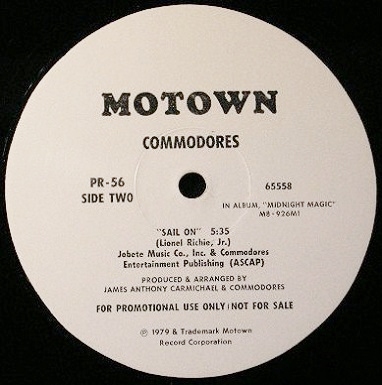 MOTOWN
COMMODORES
PR-56
SIDE TWO
65558
IN ALBUM, "MIDNIGHT MAGIC"
M8-926M1
"SAIL ON" 5:35
(Lionel Richie, Jr.)
Jobete Music Co., Inc. & Commodores
Entertainment Publishing (ASCAP)
PRODUCED & ARRANGED BY
JAMES ANTHONY CARMICHAEL & COMMODORES
FOR PROMOTIONAL USE ONLY/NOT FOR SALE
℗ 1979 & Trademark Motown
Record Corporation